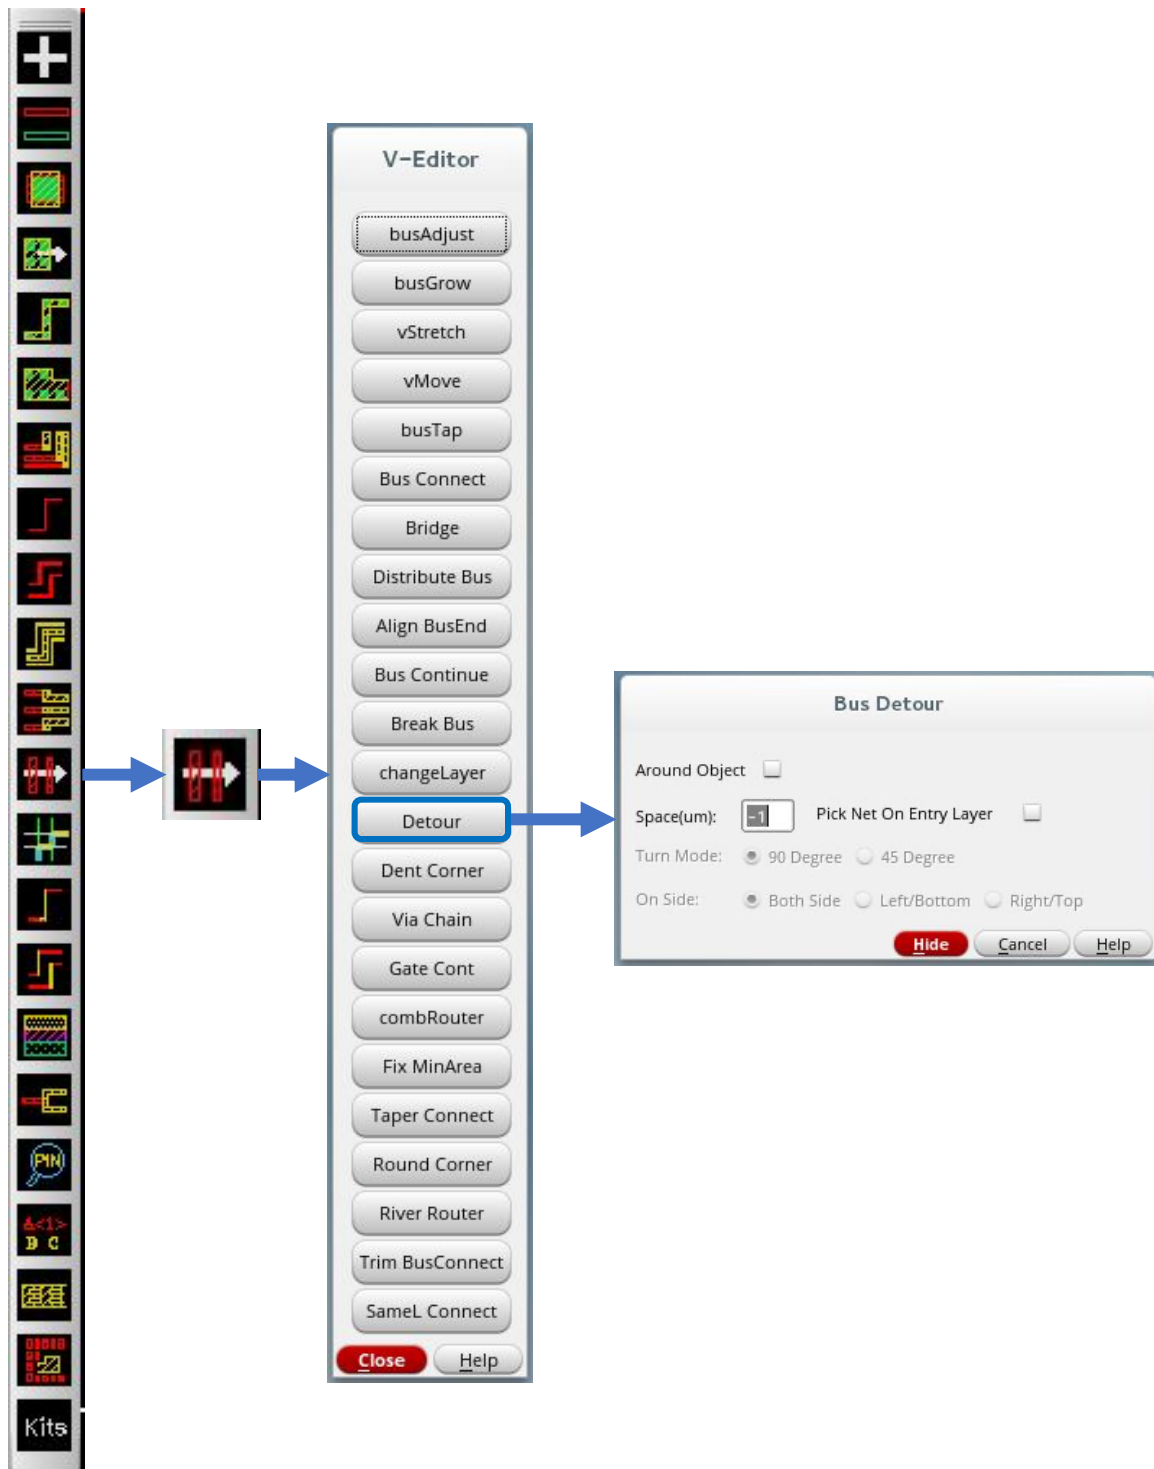 PIN
A<1>
B C
Kits
V-Editor
busAdjust
busGrow
vStretch
vMove
busTap
Bus Connect
Bridge
Distribute Bus
Align BusEnd
Bus Continue
Break Bus
changeLayer
Detour
Dent Corner
Via Chain
Gate Cont
combRouter
Fix MinArea
Taper Connect
Round Corner
River Router
Trim BusConnect
SameL Connect
Close Help
Bus Detour
Around Object
Space(um): -1 Pick Net On Entry Layer
Turn Mode: 90 Degree 45 Degree
On Side: Both Side Left/Bottom Right/Top
Hide Cancel Help